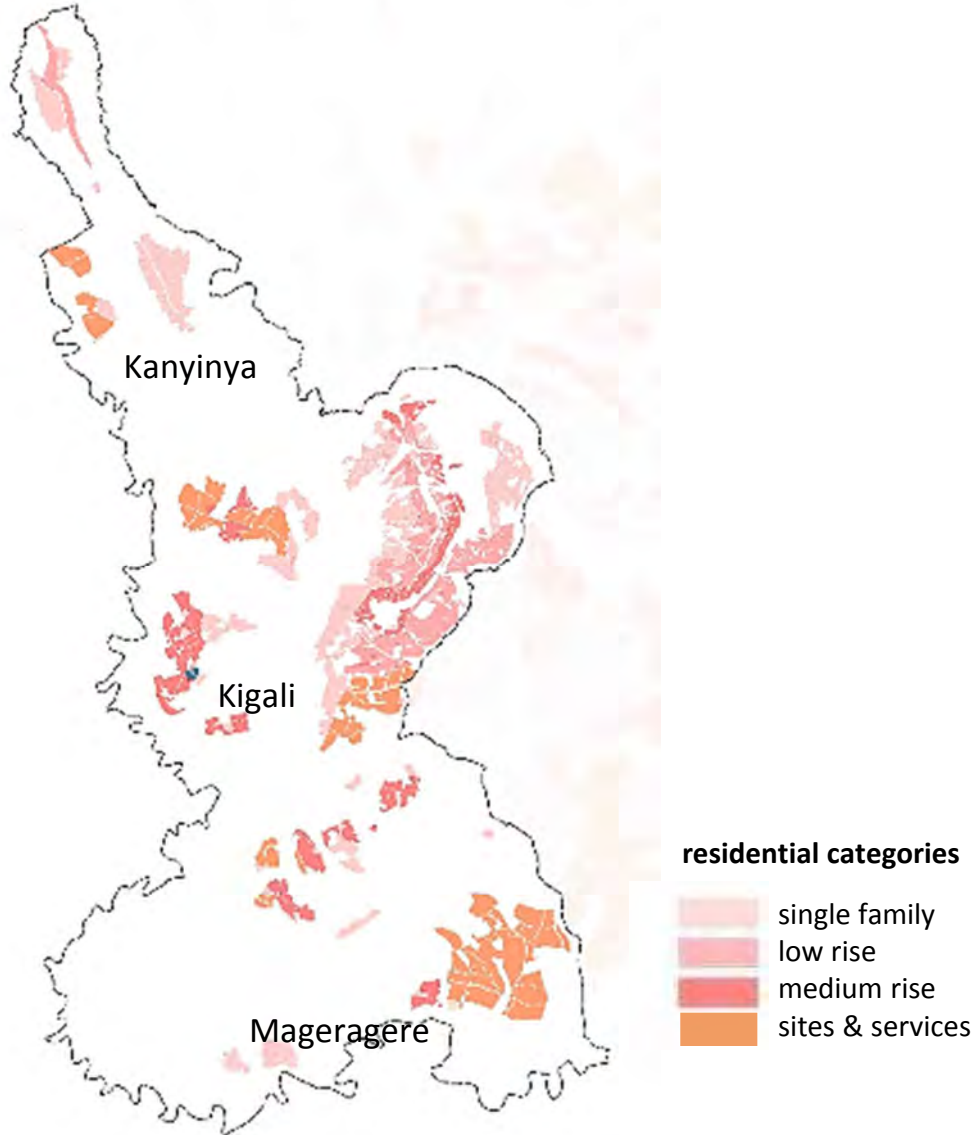 Kanyinya
Kigali
Mageragere
residential categories
single family
low rise
medium rise
sites & services